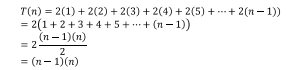 T(n) = 2(1) + 2(2) + 2(3) + 2(4) + 2(5) + ⋯ + 2(n − 1))
= 2(1 + 2 + 3 + 4 + 5 + ⋯ + (n − 1))
= 2 (n − 1)(n) / 2
= (n − 1)(n)